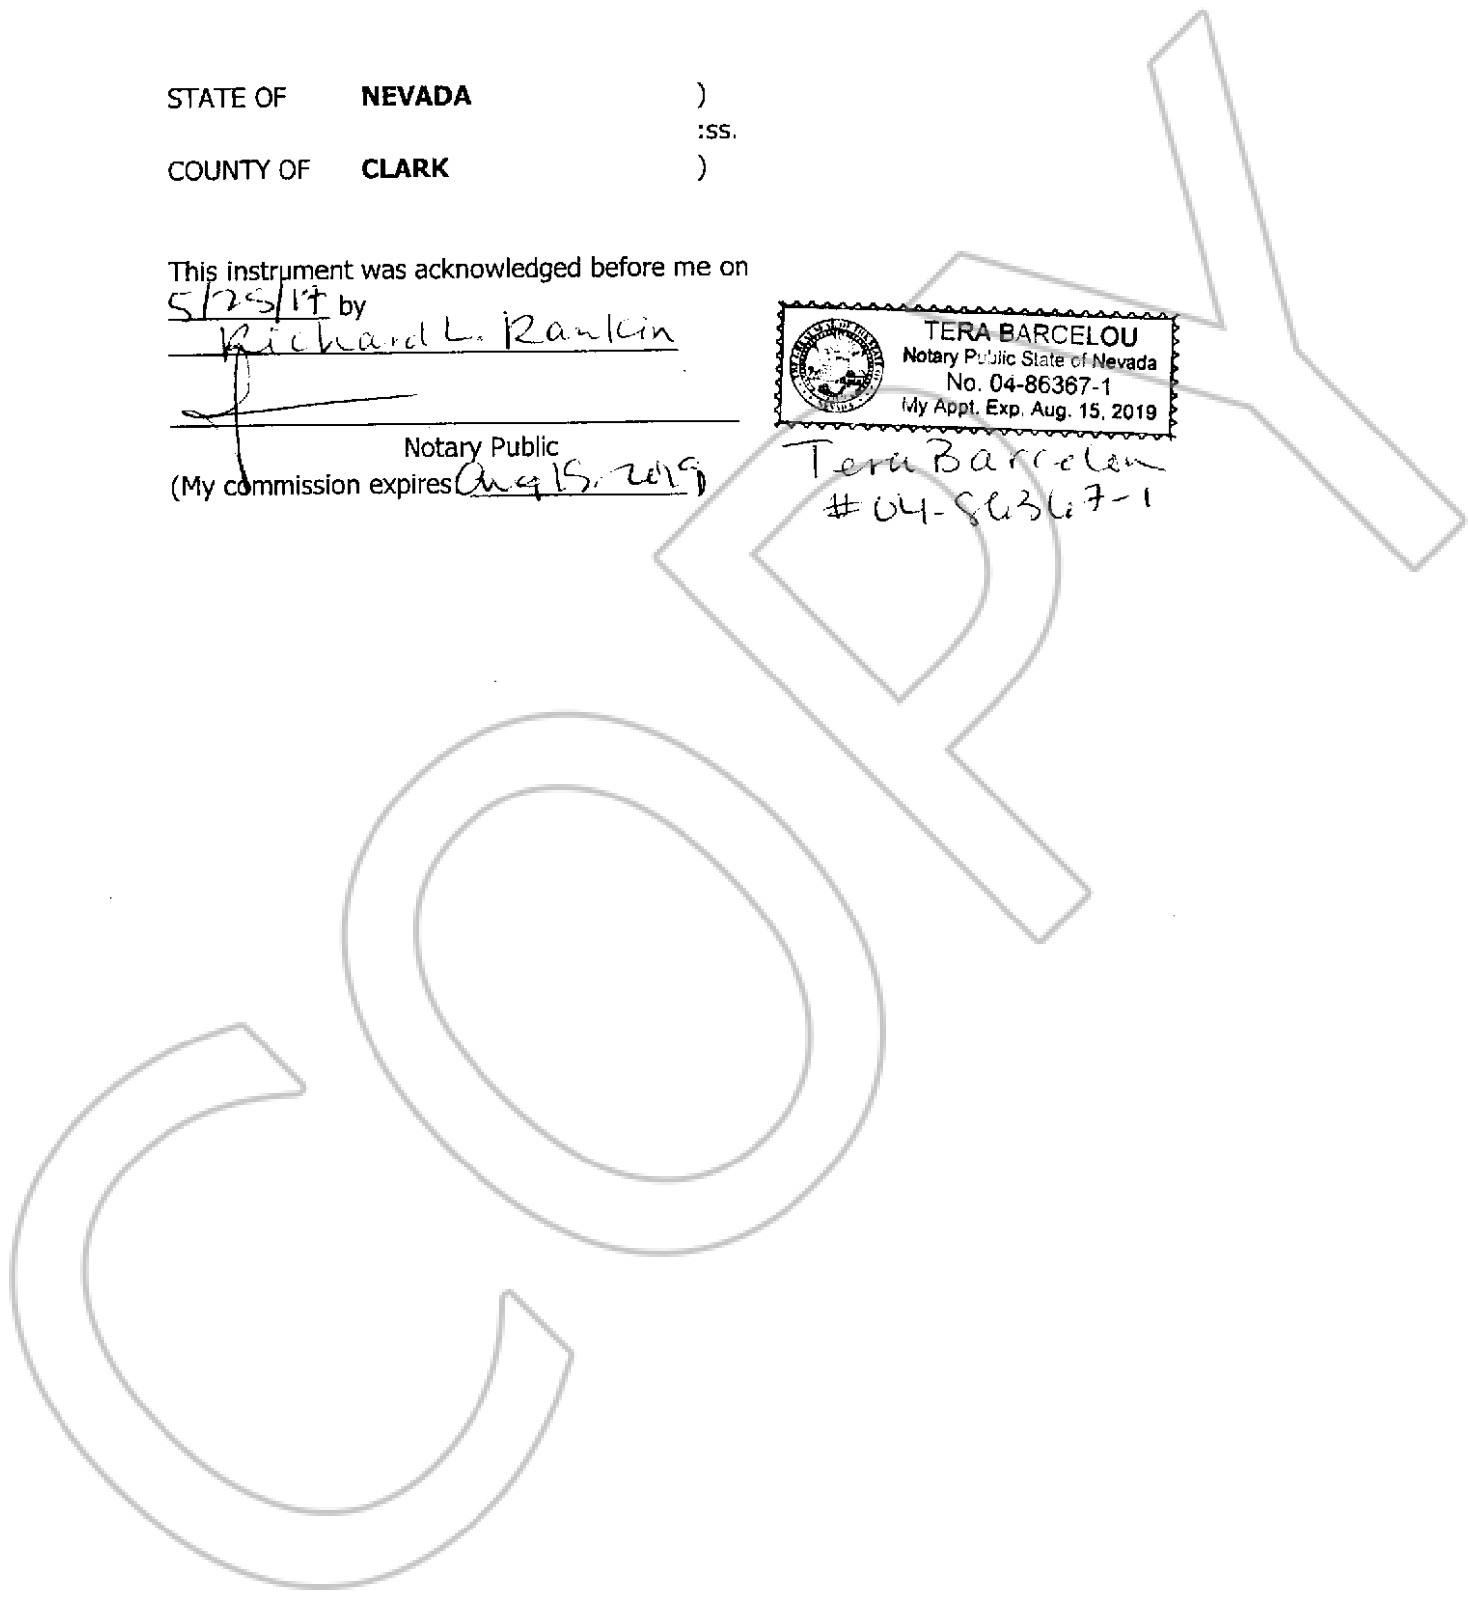 STATE OF NEVADA )
:ss.
COUNTY OF CLARK )
This instrument was acknowledged before me on
5/25/17 by
Richard L. Rankin
Notary Public
(My commission expires Aug 15, 2019)
TERA BARCELOU
Notary Public State of Nevada
No. 04-86367-1
My Appt. Exp. Aug. 15, 2019
Tera Barcelou
#04-86367-1
COPY